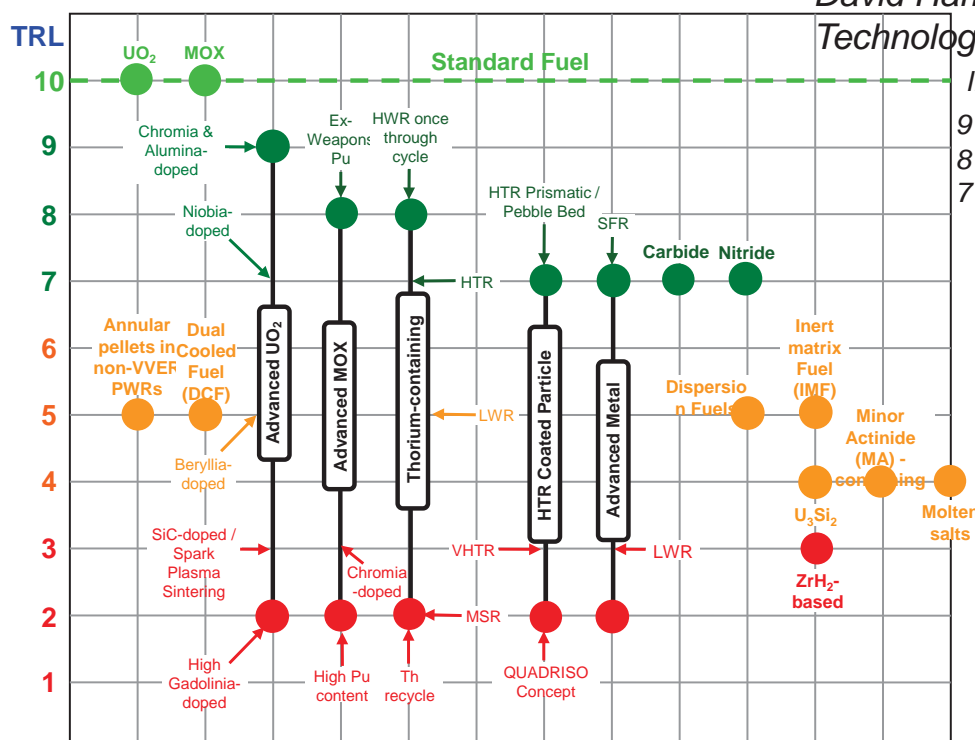 David Ham
TRL
Technolog
UO₂
MOX
Standard Fuel
10
I
9
8
7
9
Chromia &
Alumina-
doped
Ex-
Weapons
Pu
HWR once
through
cycle
8
Niobia-
doped
HTR Prismatic /
Pebble Bed
SFR
Carbide
Nitride
7
HTR
Annular
pellets in
non-VVER
PWRs
Dual
Cooled
Fuel
(DCF)
Advanced UO₂
Advanced MOX
Thorium-containing
HTR Coated Particle
Advanced Metal
Inert
matrix
Fuel
(IMF)
6
Dispersio
n Fuels
5
LWR
Minor
Actinide
(MA) -
containing
Beryllia-
doped
4
U₃Si₂
Molten
salts
SiC-doped /
Spark
Plasma
Sintering
3
Chromia
-doped
VHTR
LWR
ZrH₂-
based
2
MSR
High
Gadolinia-
doped
High Pu
content
Th
recycle
QUADRISO
Concept
1